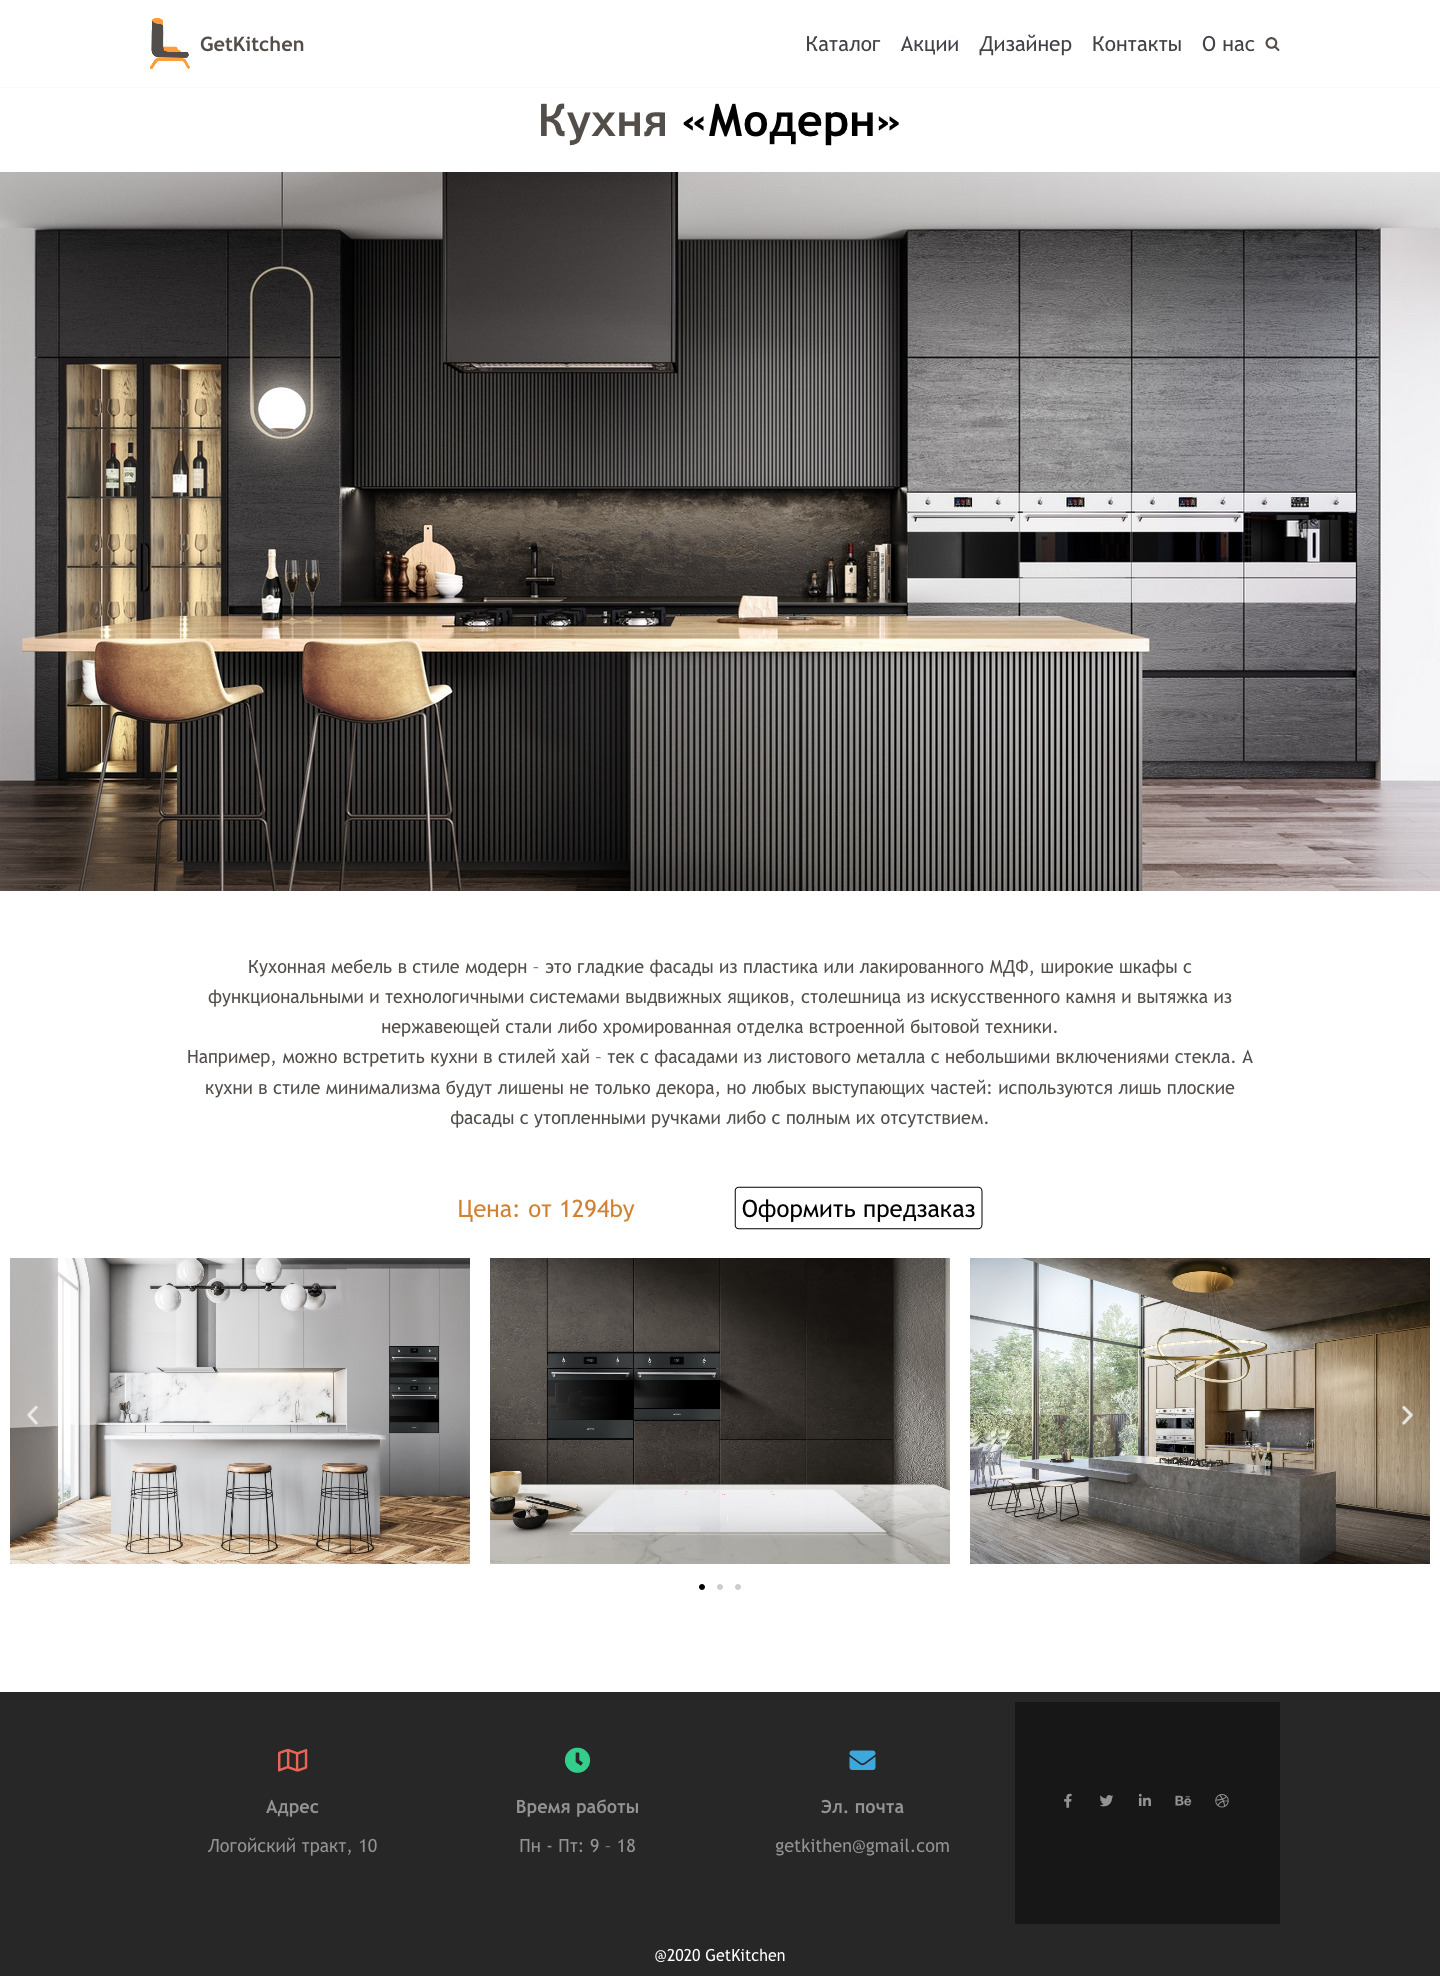 GetKitchen
Каталог Акции Дизайнер Контакты О нас
Кухня «Модерн»
Кухонная мебель в стиле модерн – это гладкие фасады из пластика или лакированного МДФ, широкие шкафы с
функциональными и технологичными системами выдвижных ящиков, столешница из искусственного камня и вытяжка из
нержавеющей стали либо хромированная отделка встроенной бытовой техники.
Например, можно встретить кухни в стилей хай – тек с фасадами из листового металла с небольшими включениями стекла. А
кухни в стиле минимализма будут лишены не только декора, но любых выступающих частей: используются лишь плоские
фасады с утопленными ручками либо с полным их отсутствием.
Цена: от 1294by
Оформить предзаказ
Адрес
Логойский тракт, 10
Время работы
Пн - Пт: 9 – 18
Эл. почта
getkithen@gmail.com
@2020 GetKitchen